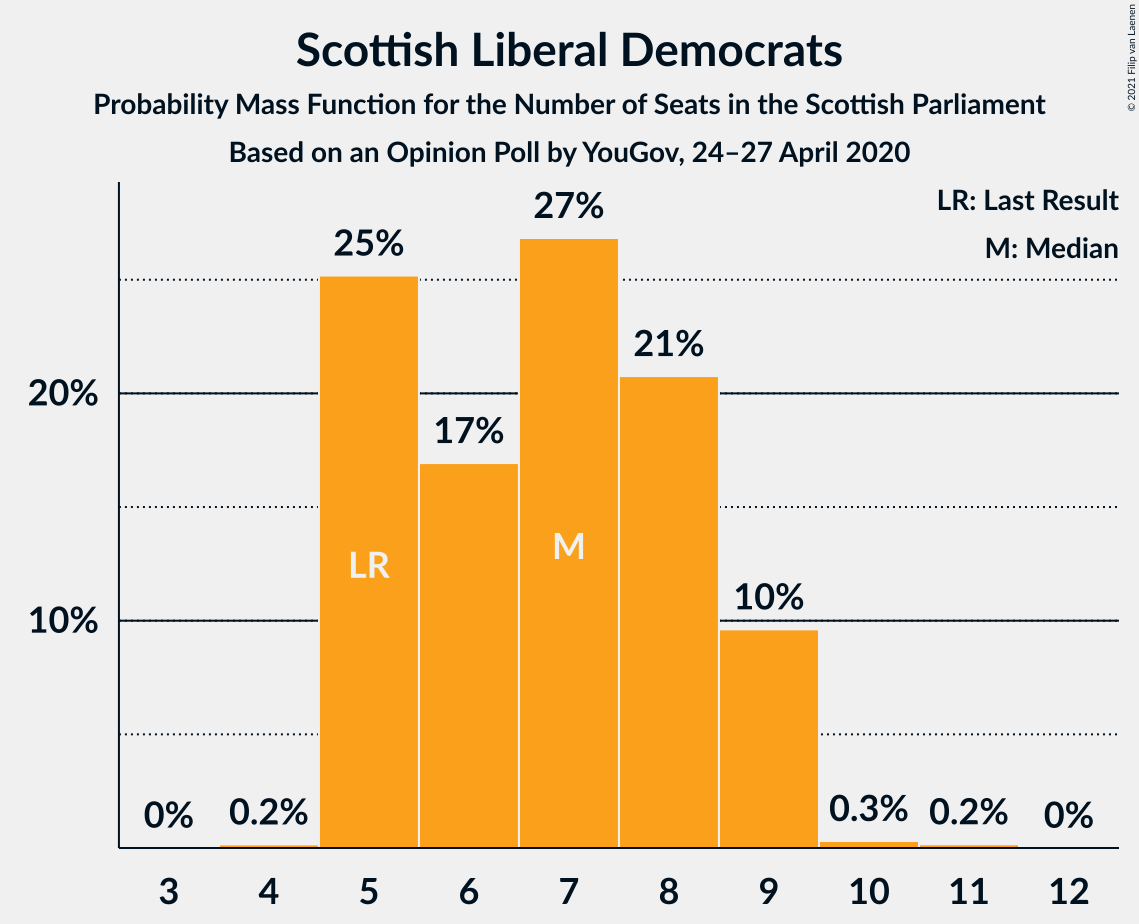 Scottish Liberal Democrats
Probability Mass Function for the Number of Seats in the Scottish Parliament
Based on an Opinion Poll by YouGov, 24–27 April 2020
© 2021 Filip van Laenen
LR: Last Result
M: Median
27%
25%
21%
20%
17%
LR
M
10%
10%
0%
0.2%
0.3%
0.2%
0%
3 4 5 6 7 8 9 10 11 12